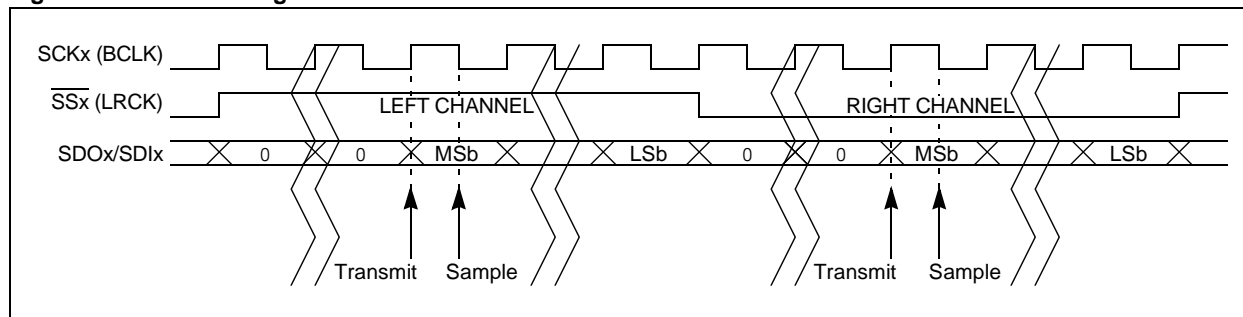 SCKx (BCLK)
SSx (LRCK)
LEFT CHANNEL
RIGHT CHANNEL
SDOx/SDIx
0
0
MSb
LSb
0
0
MSb
LSb
Transmit
Sample
Transmit
Sample